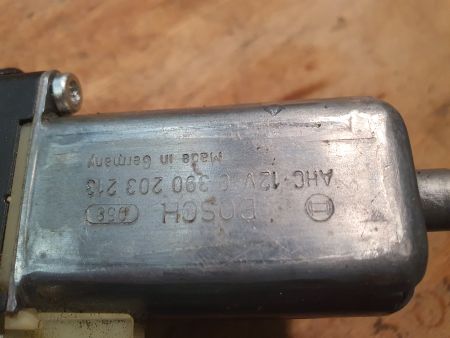 BOSCH
AHC 12V 0 390 203 213
Made in Germany